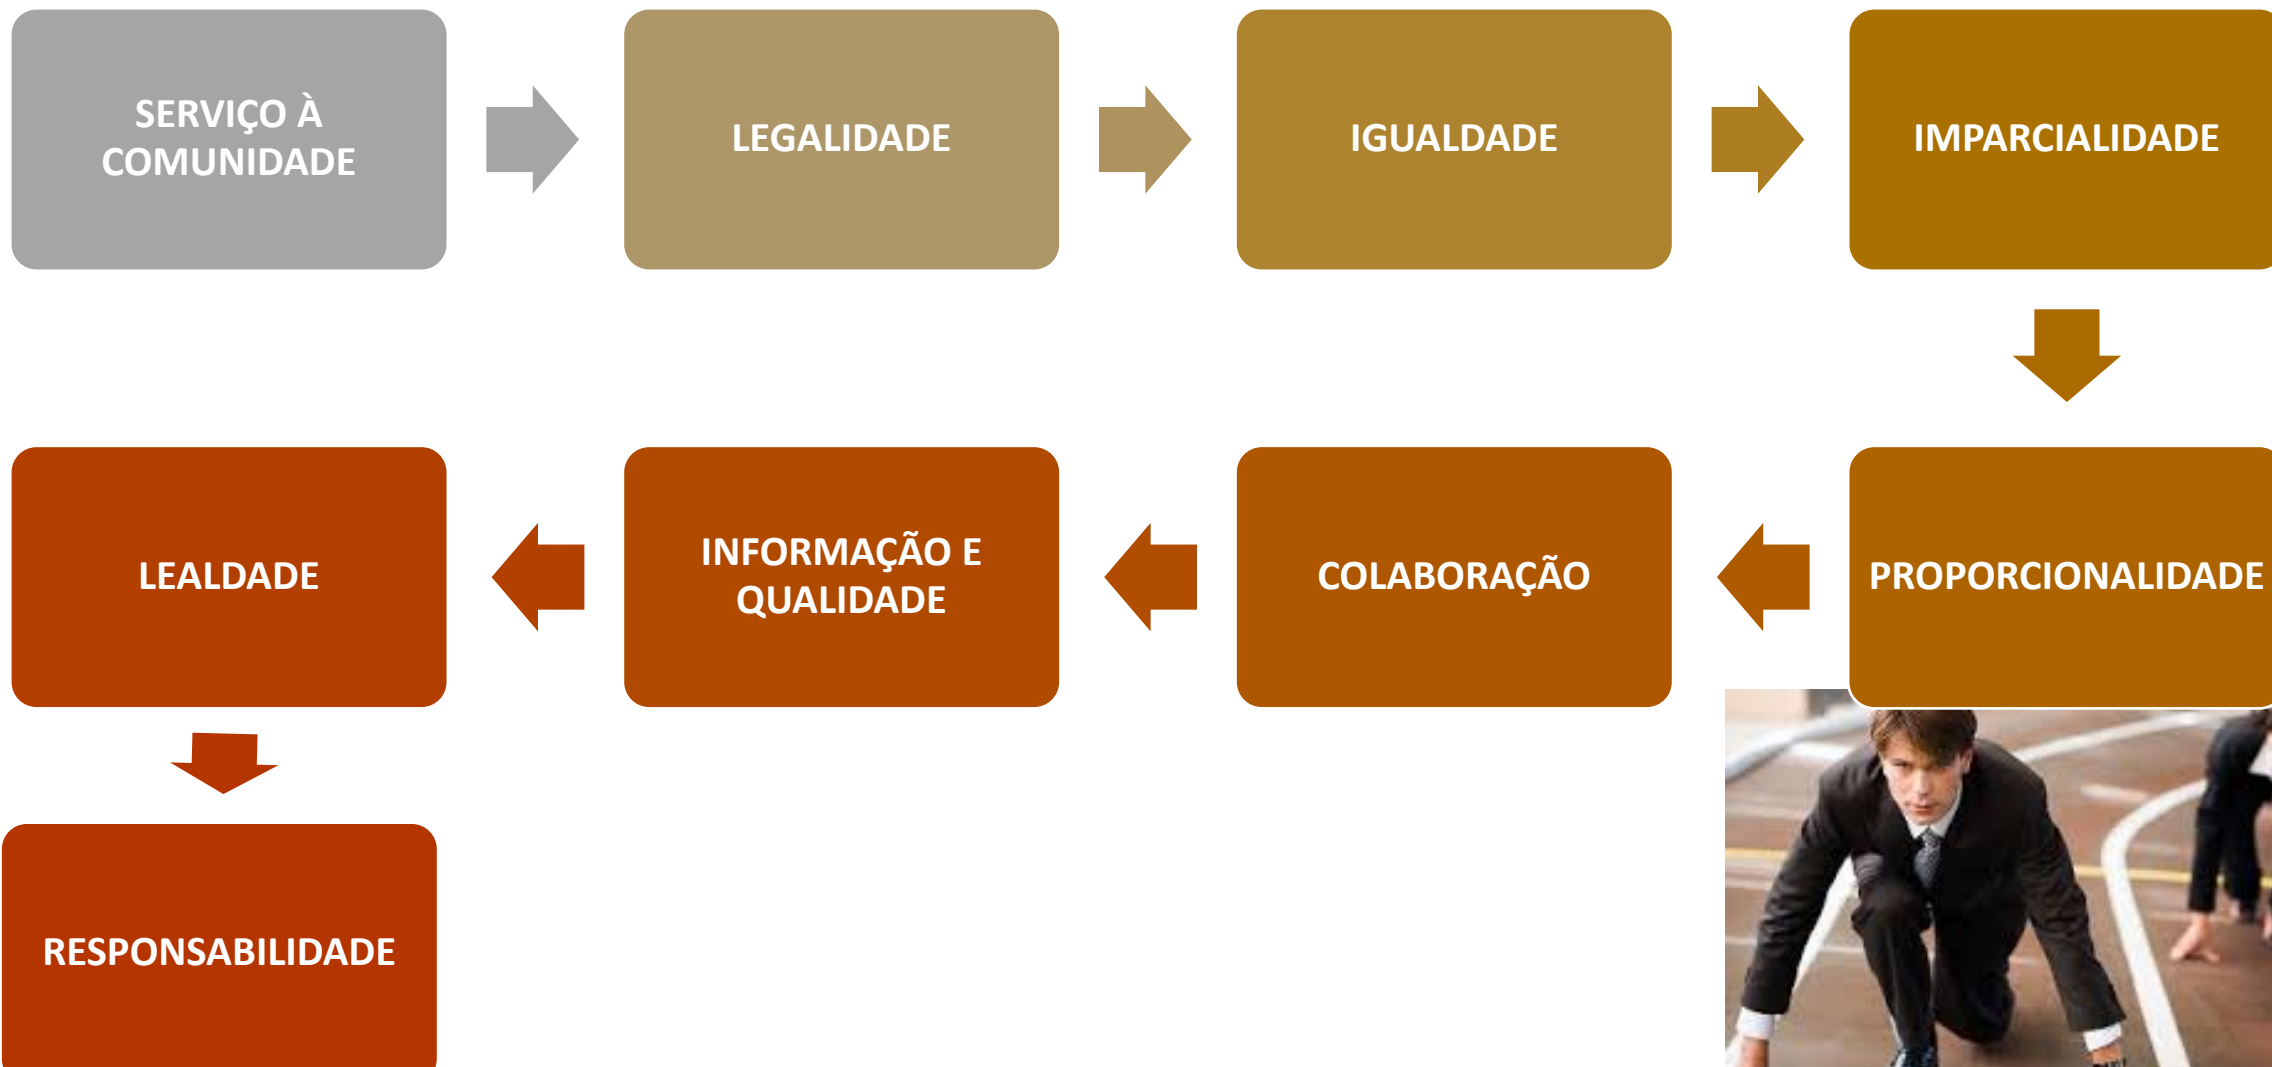 SERVIÇO À
COMUNIDADE
LEGALIDADE
IGUALDADE
IMPARCIALIDADE
PROPORCIONALIDADE
COLABORAÇÃO
INFORMAÇÃO E
QUALIDADE
LEALDADE
RESPONSABILIDADE